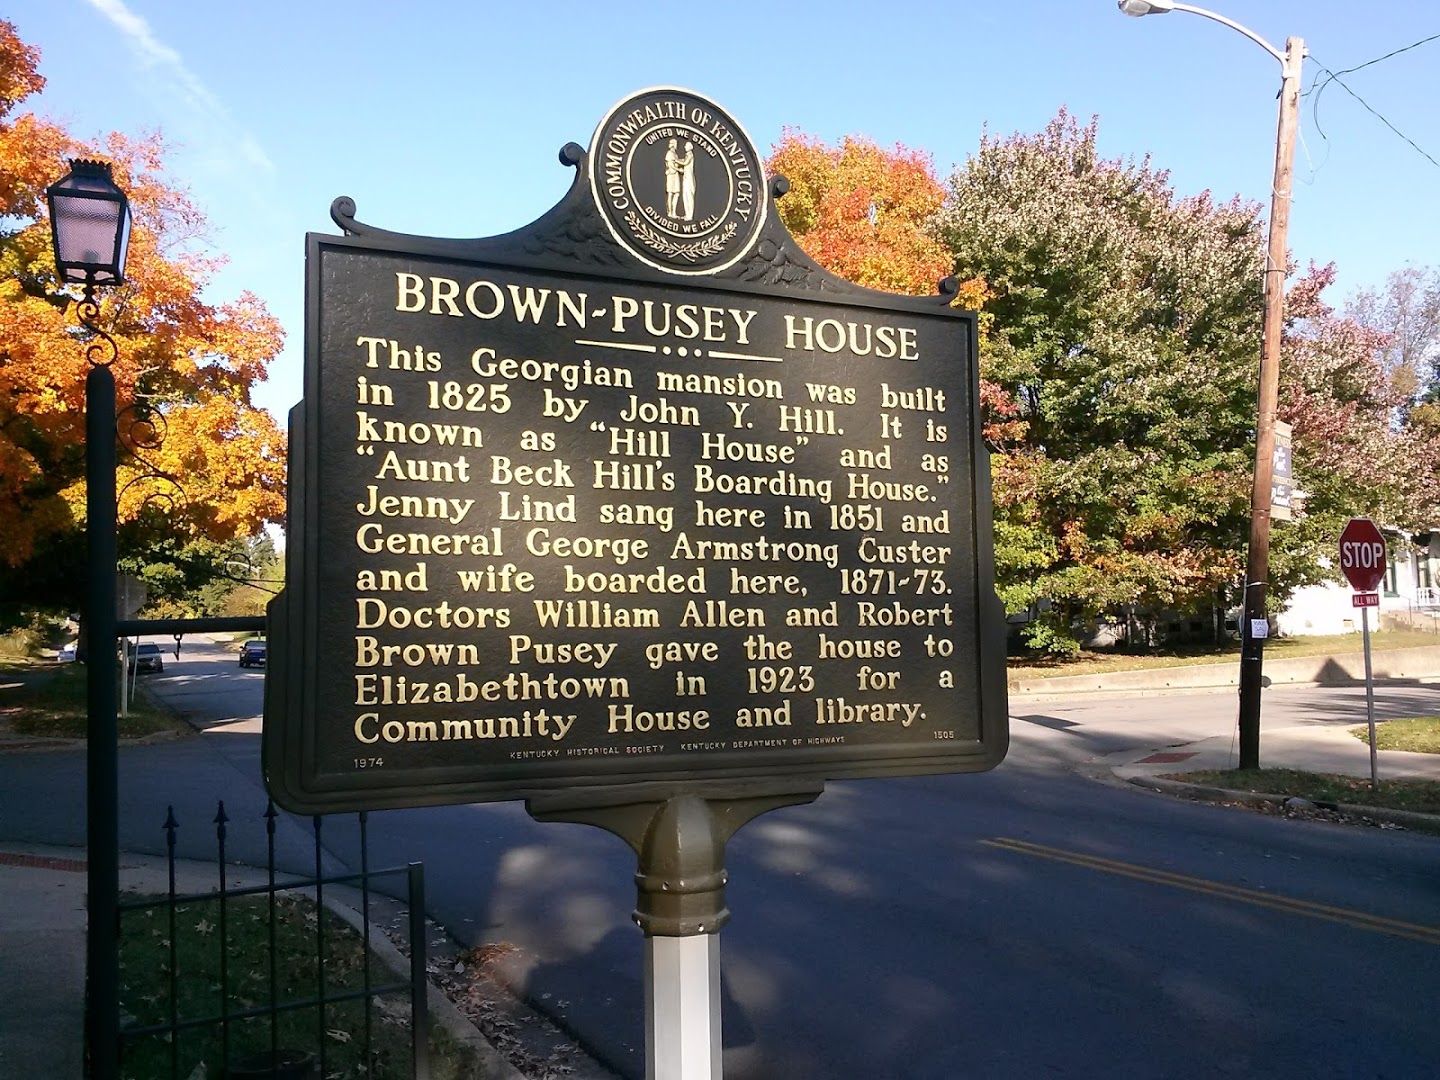 COMMONWEALTH OF KENTUCKY
UNITED WE STAND
DIVIDED WE FALL
BROWN-PUSEY HOUSE
This Georgian mansion was built
in 1825 by John Y. Hill. It is
known as "Hill House" and as
"Aunt Beck Hill's Boarding House."
Jenny Lind sang here in 1851 and
General George Armstrong Custer
and wife boarded here, 1871-73.
Doctors William Allen and Robert
Brown Pusey gave the house to
Elizabethtown in 1923 for a
Community House and library.
1974 KENTUCKY HISTORICAL SOCIETY KENTUCKY DEPARTMENT OF HIGHWAYS 1505
STOP
ALL WAY